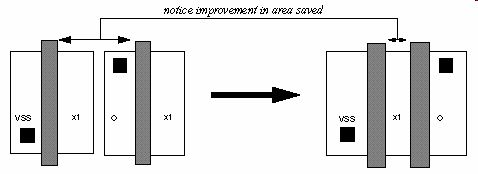 notice improvement in area saved
VSS x1 o x1
VSS x1 o